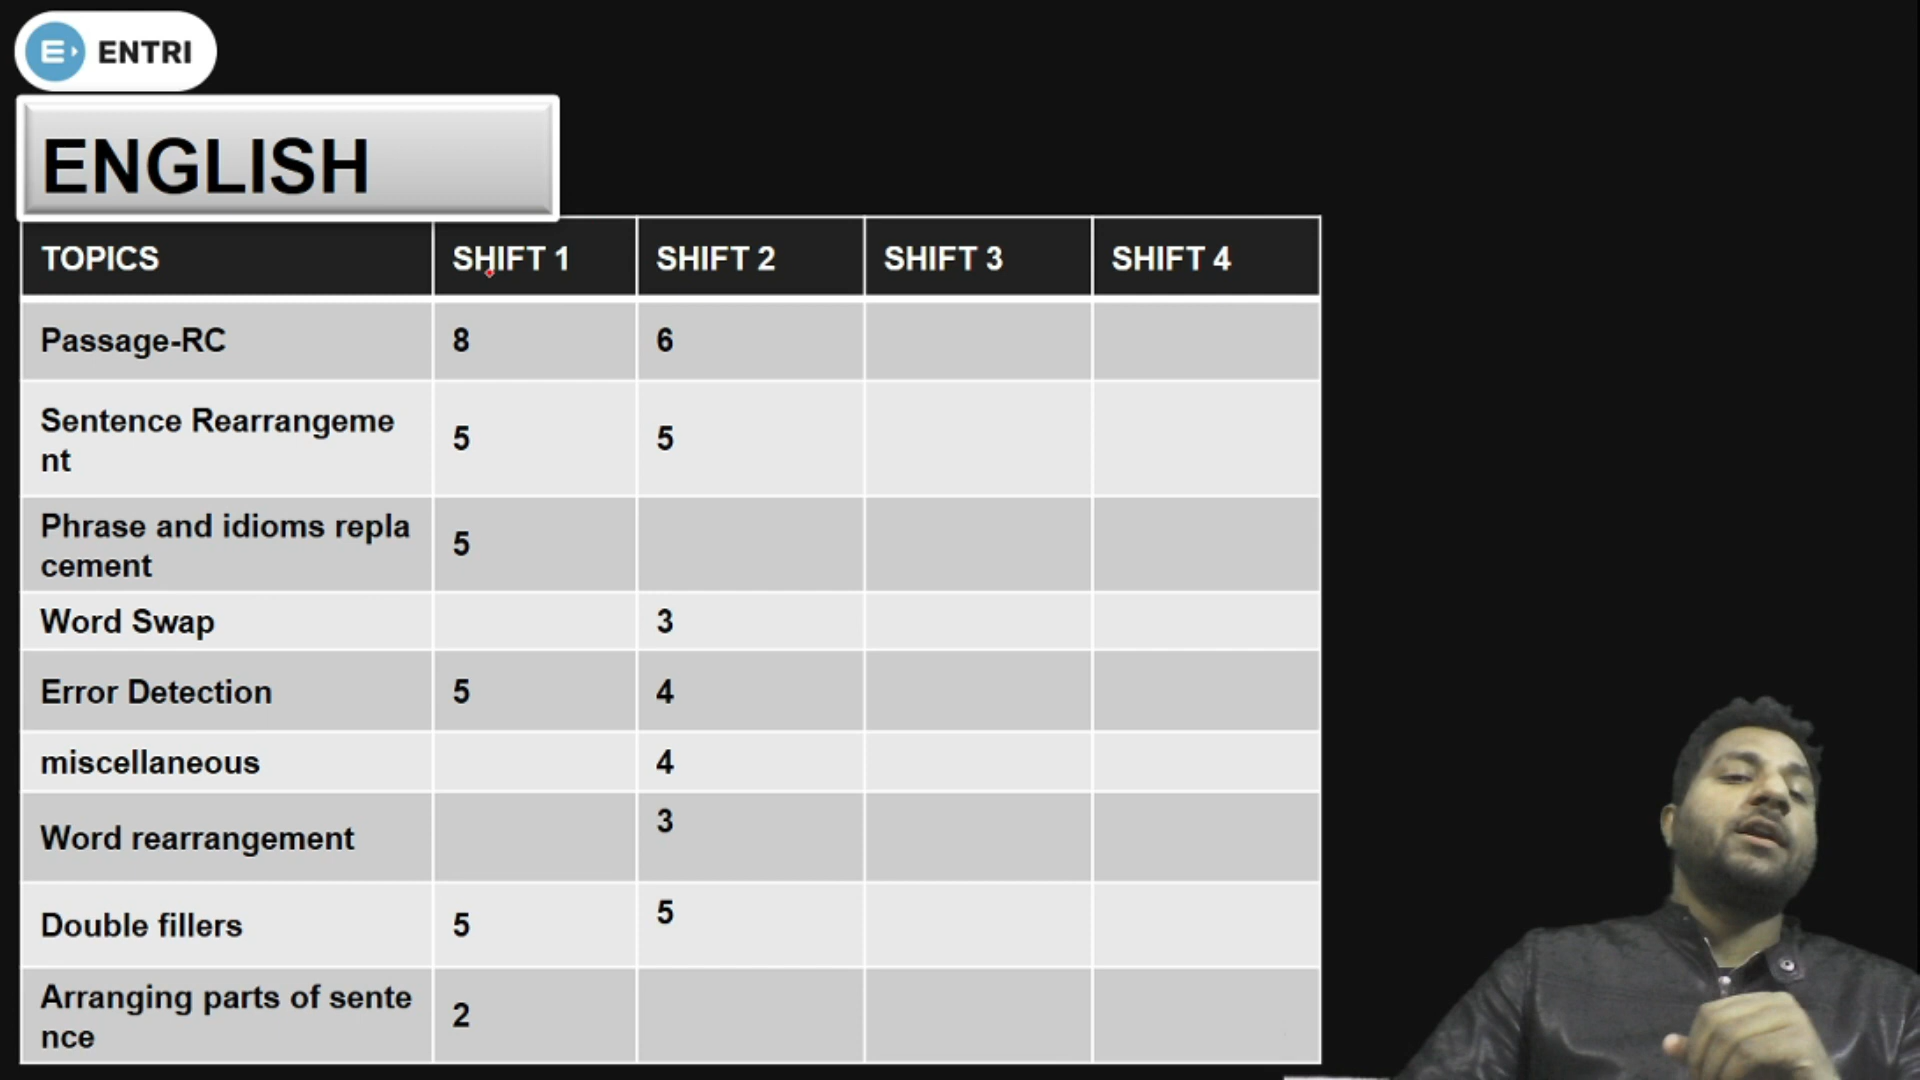 ENTRI
ENGLISH
TOPICS SHIFT 1 SHIFT 2 SHIFT 3 SHIFT 4
Passage-RC 8 6
Sentence Rearrangeme
nt 5 5
Phrase and idioms repla
cement 5
Word Swap 3
Error Detection 5 4
miscellaneous 4
Word rearrangement 3
Double fillers 5 5
Arranging parts of sente
nce 2